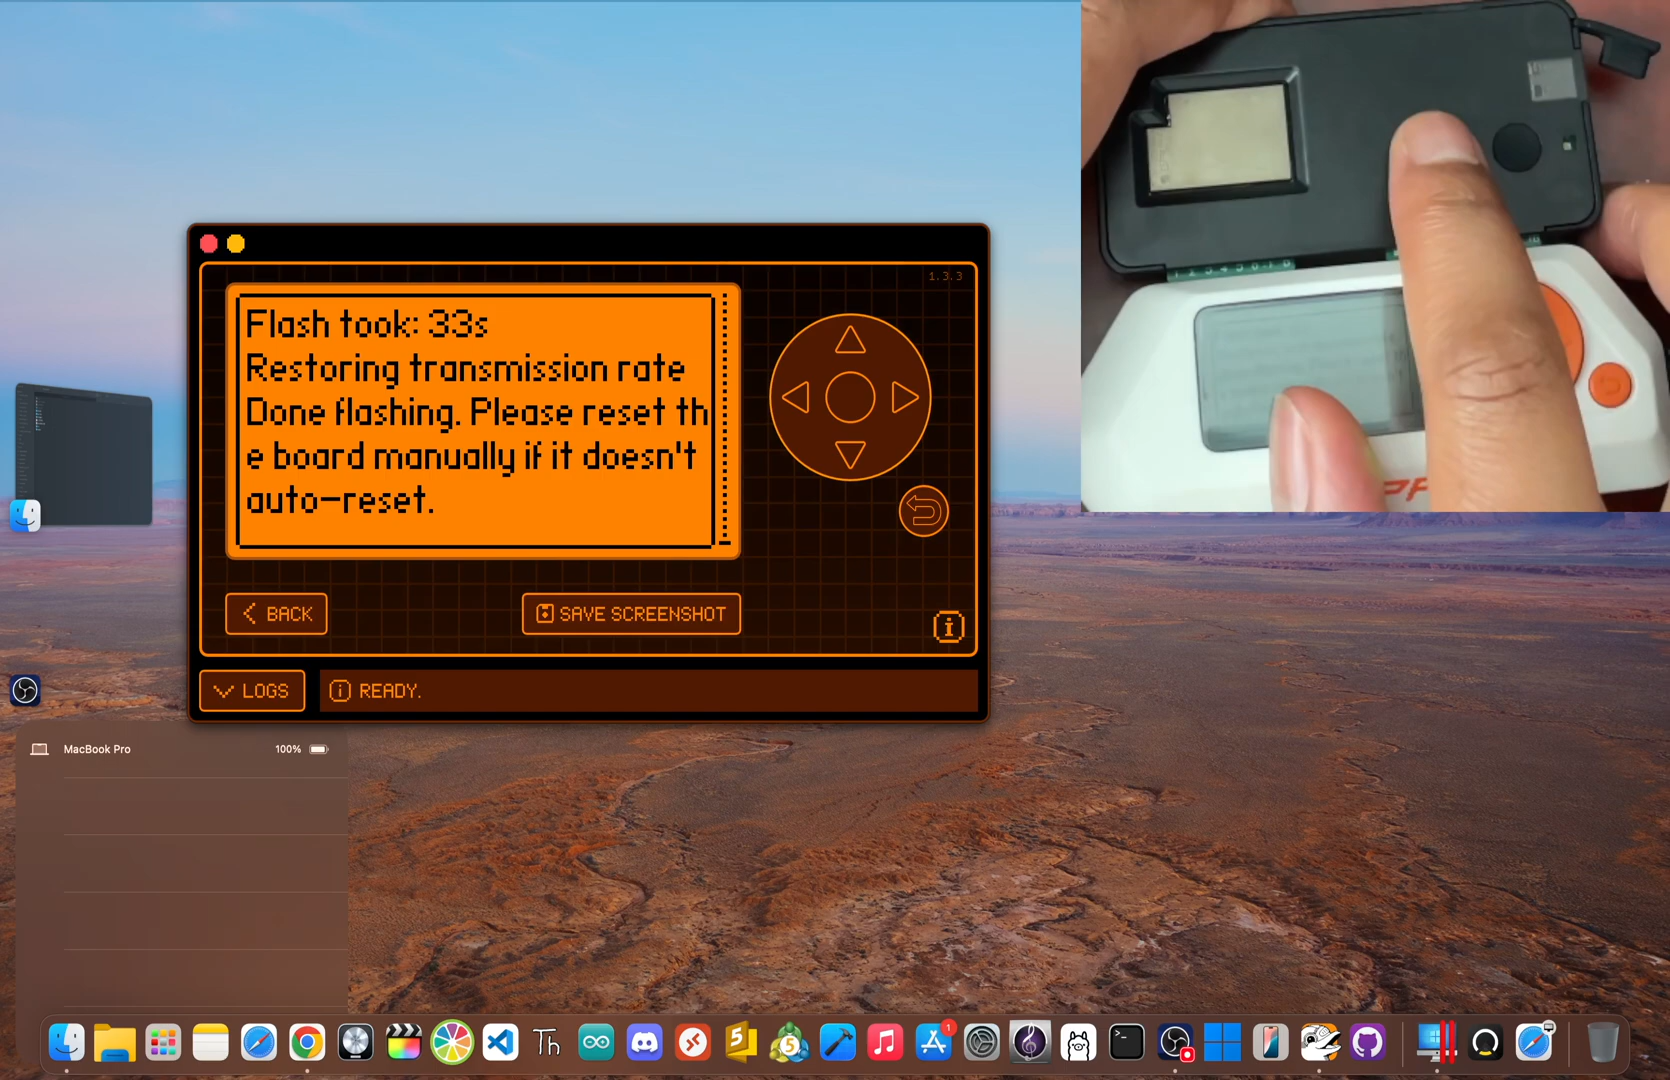 1.3.3
Flash took: 33s
Restoring transmission rate
Done flashing. Please reset th
e board manually if it doesn't
auto-reset.
BACK
SAVE SCREENSHOT
LOGS
READY.
MacBook Pro
100%